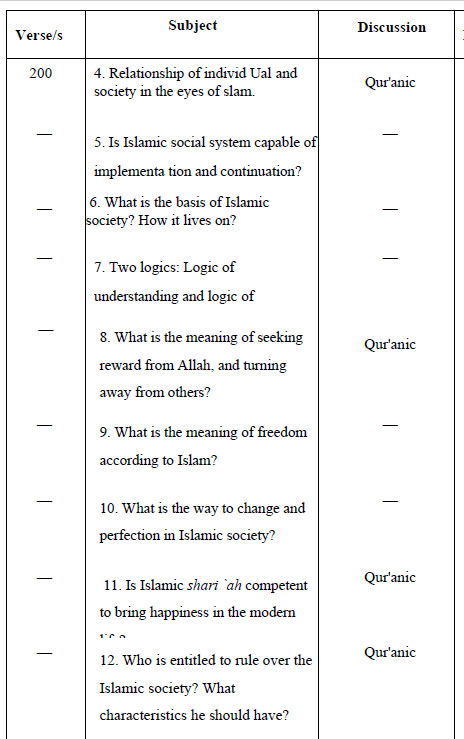 Verse/s Subject Discussion
200 4. Relationship of individ Ual and Qur'anic
society in the eyes of slam.
— 5. Is Islamic social system capable of —
implementa tion and continuation?
— 6. What is the basis of Islamic —
society? How it lives on?
— 7. Two logics: Logic of —
understanding and logic of
— 8. What is the meaning of seeking Qur'anic
reward from Allah, and turning
away from others?
— 9. What is the meaning of freedom —
according to Islam?
— 10. What is the way to change and —
perfection in Islamic society?
— 11. Is Islamic shari `ah competent Qur'anic
to bring happiness in the modern
— 12. Who is entitled to rule over the Qur'anic
Islamic society? What
characteristics he should have?